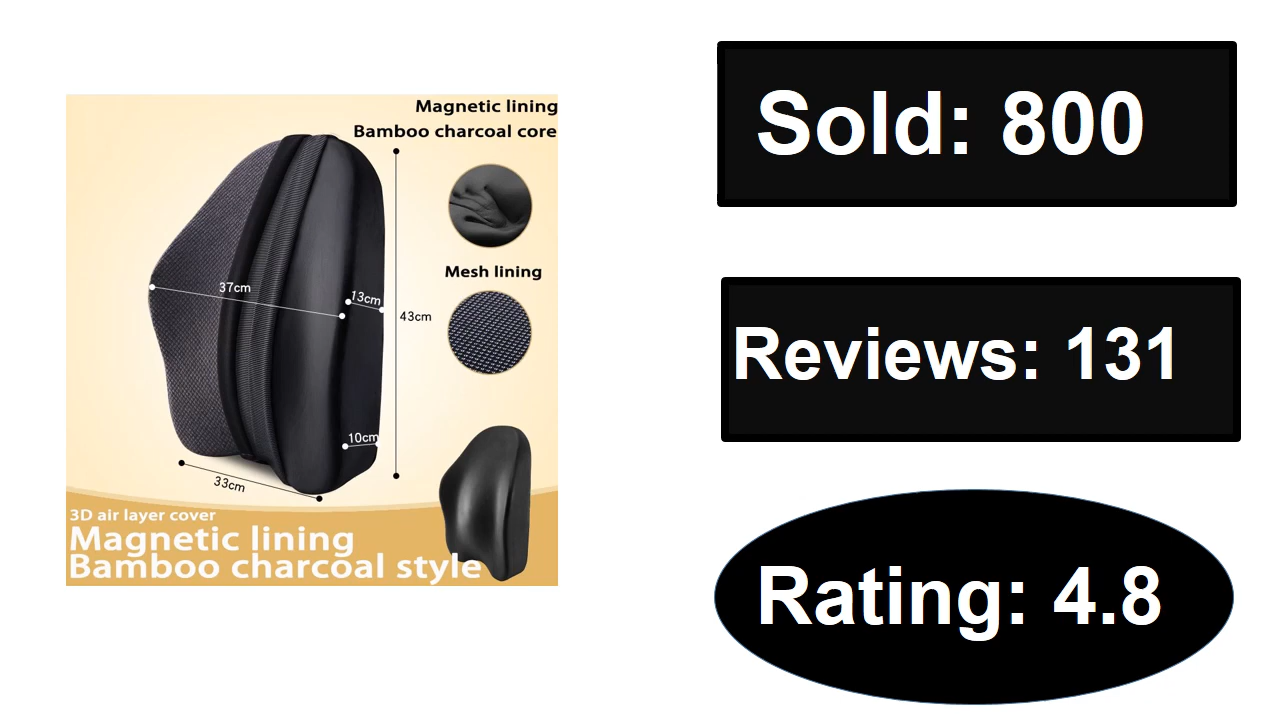 Magnetic lining
Bamboo charcoal core
37cm
13cm
43cm
Mesh lining
10cm
33cm
3D air layer cover
Magnetic lining
Bamboo charcoal style
Sold: 800
Reviews: 131
Rating: 4.8